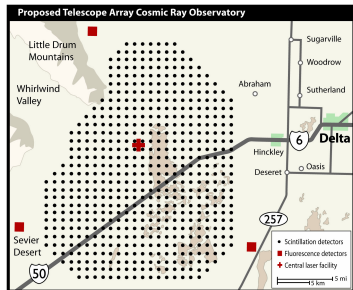 Proposed Telescope Array Cosmic Ray Observatory
Little Drum
Mountains
Whirlwind
Valley
Sugarville
Woodrow
Abraham
Sutherland
6
Delta
Hinckley
Oasis
Deseret
257
Sevier
Desert
50
Scintillation detectors
Fluorescence detectors
Central laser facility
5 mi
5 km